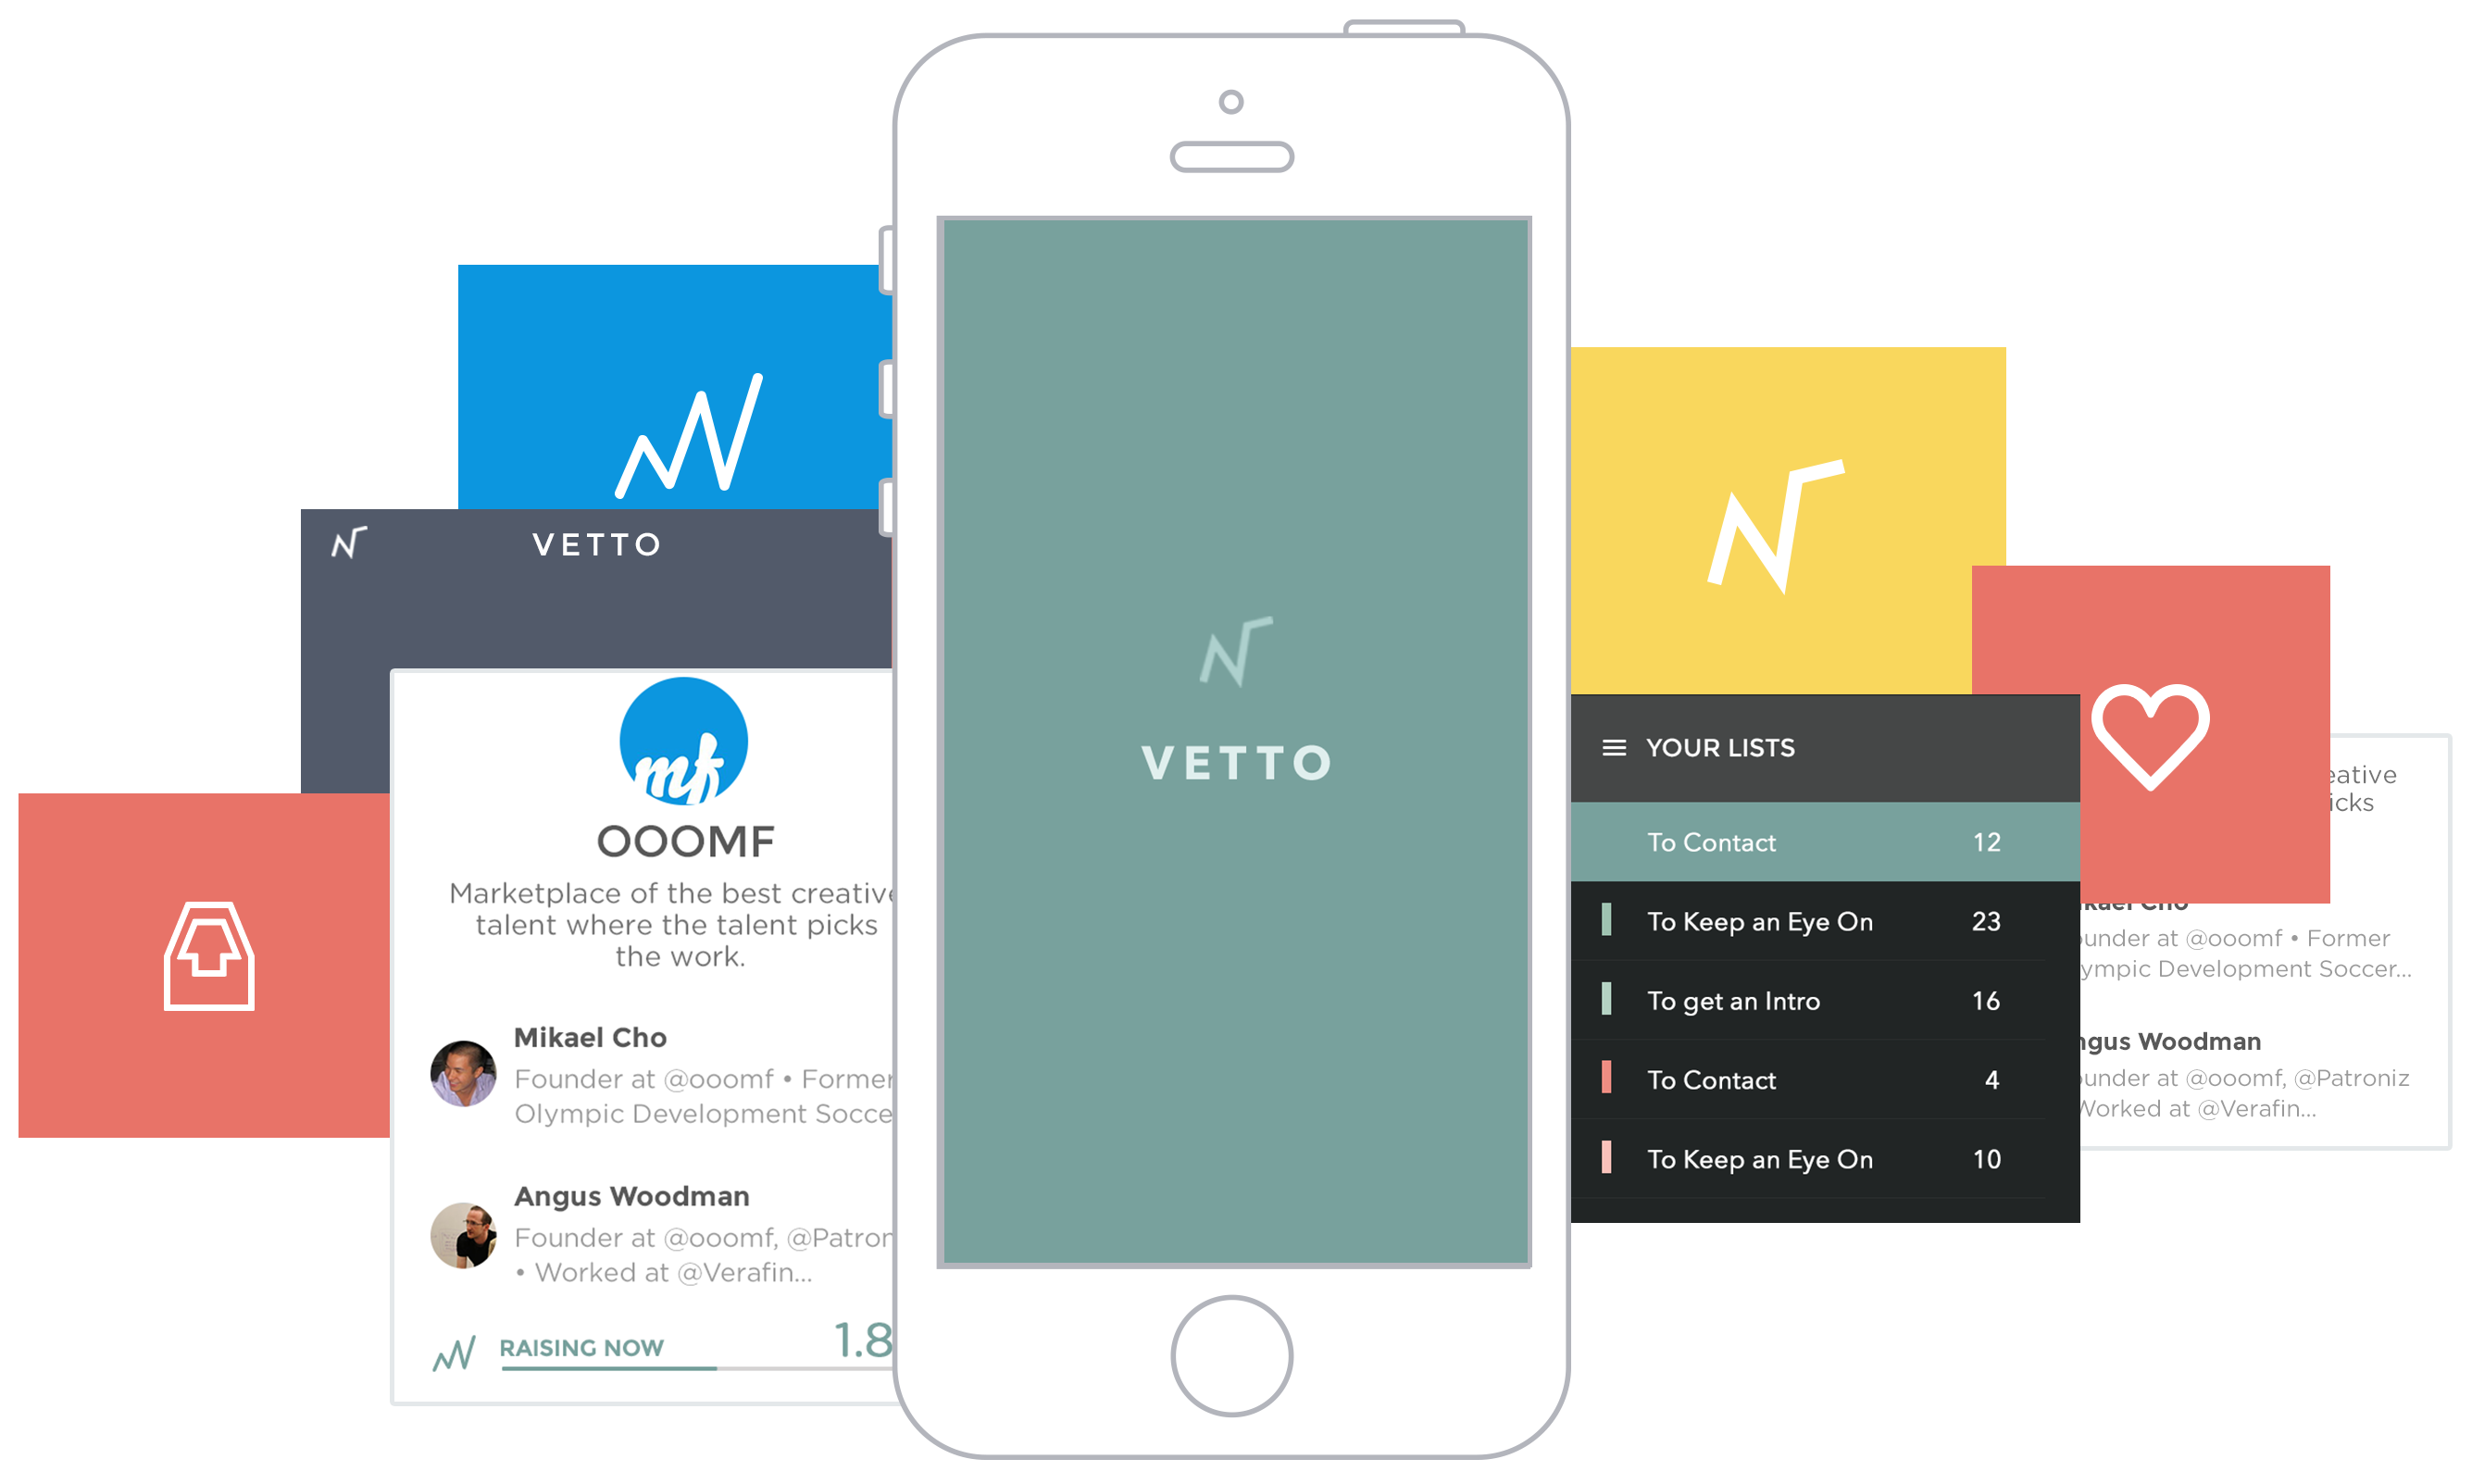 VETTO
mf
OOOMF
Marketplace of the best creative
talent where the talent picks
the work.
Mikael Cho
Founder at @ooomf • Former
Olympic Development Socce
Angus Woodman
Founder at @ooomf, @Patron
• Worked at @Verafin...
RAISING NOW
1.8
VETTO
YOUR LISTS
To Contact 12
To Keep an Eye On 23
To get an Intro 16
To Contact 4
To Keep an Eye On 10
eative
icks
kael Cho
under at @ooomf • Former
ympic Development Soccer...
ngus Woodman
under at @ooomf, @Patroniz
Worked at @Verafin...